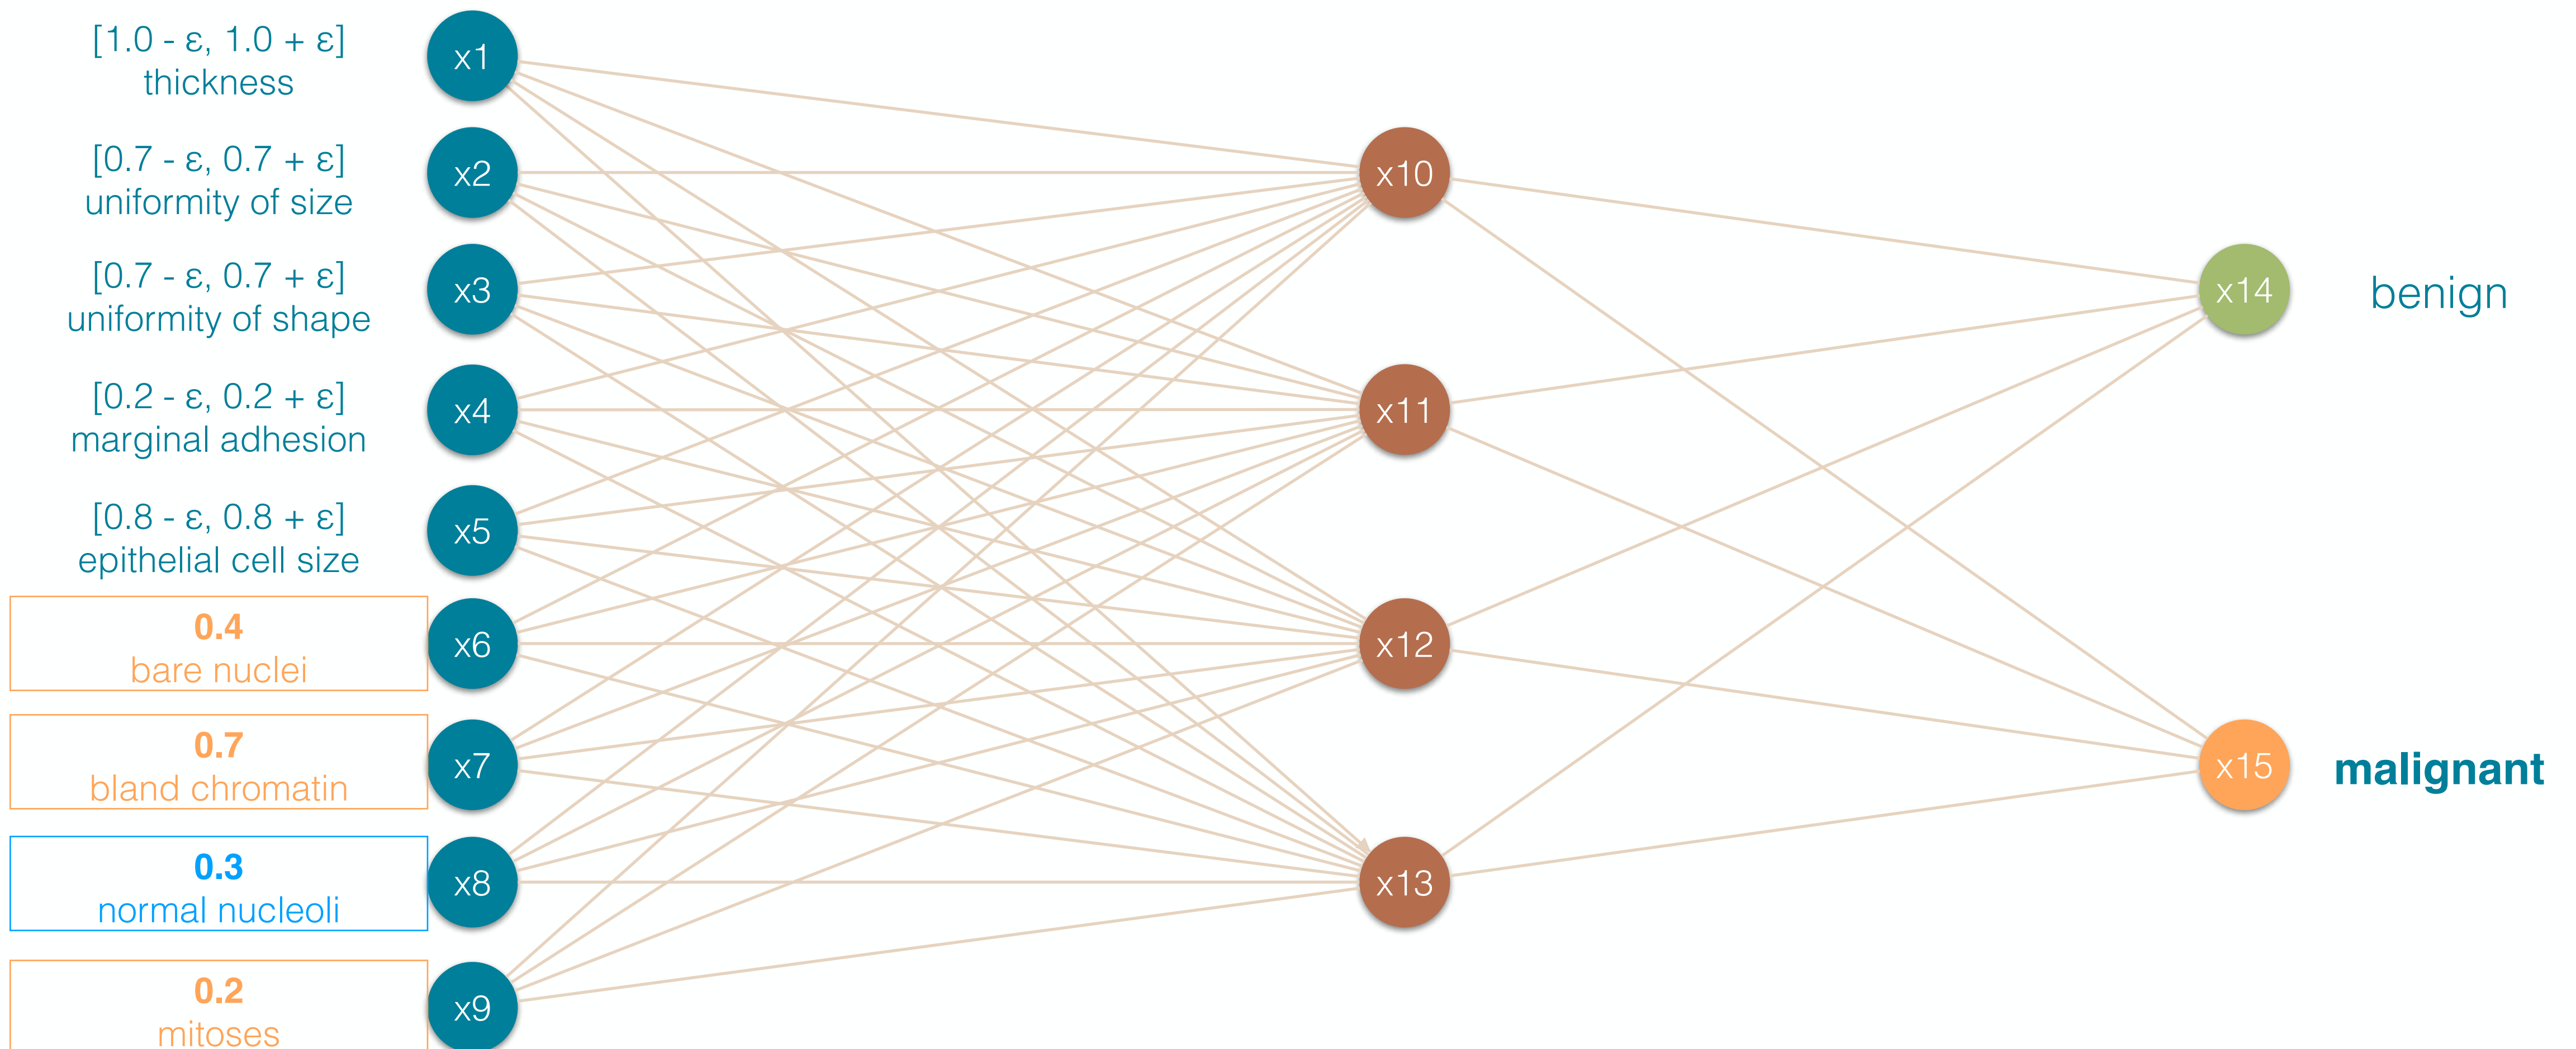 [1.0 - ε, 1.0 + ε]
thickness
x1
[0.7 - ε, 0.7 + ε]
uniformity of size
x2
[0.7 - ε, 0.7 + ε]
uniformity of shape
x3
[0.2 - ε, 0.2 + ε]
marginal adhesion
x4
[0.8 - ε, 0.8 + ε]
epithelial cell size
x5
0.4
bare nuclei
x6
0.7
bland chromatin
x7
0.3
normal nucleoli
x8
0.2
mitoses
x9
x10
x11
x12
x13
x14
benign
x15
malignant